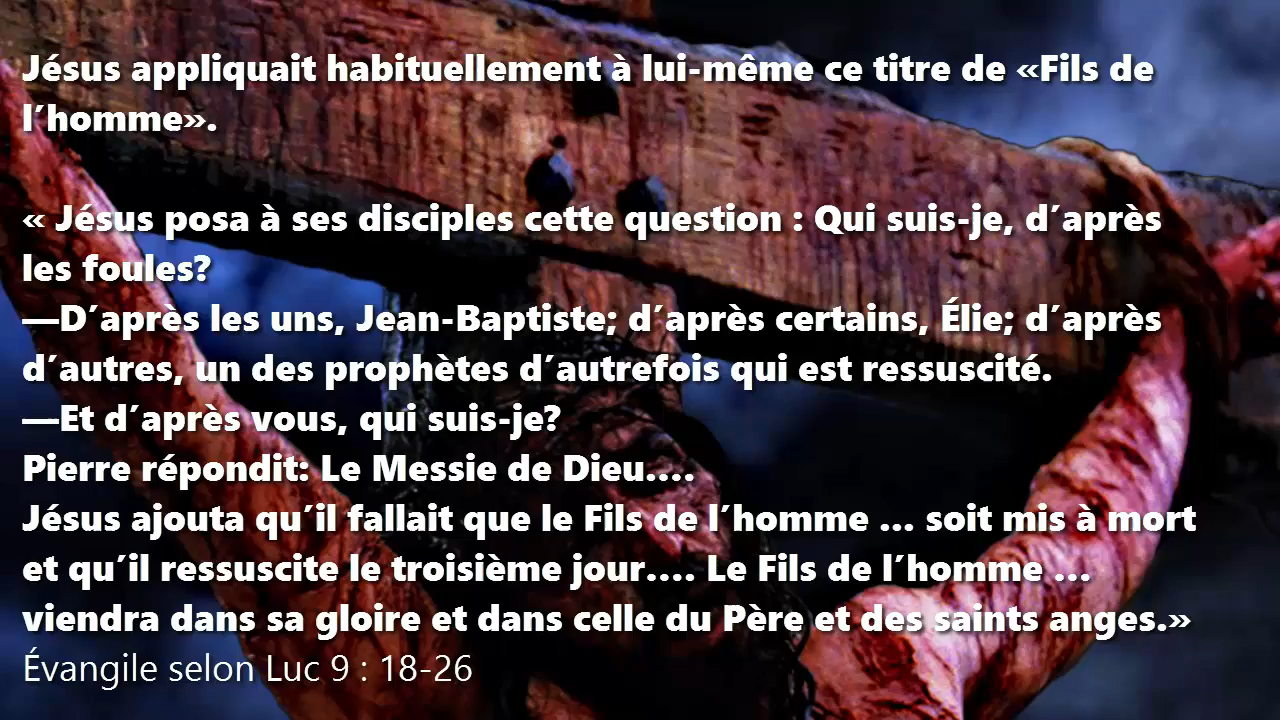 Jésus appliquait habituellement à lui-même ce titre de «Fils de
l’homme».
« Jésus posa à ses disciples cette question : Qui suis-je, d’après
les foules?
—D’après les uns, Jean-Baptiste; d’après certains, Élie; d’après
d’autres, un des prophètes d’autrefois qui est ressuscité.
—Et d’après vous, qui suis-je?
Pierre répondit: Le Messie de Dieu....
Jésus ajouta qu’il fallait que le Fils de l’homme ... soit mis à mort
et qu’il ressuscite le troisième jour.... Le Fils de l’homme ...
viendra dans sa gloire et dans celle du Père et des saints anges.»
Évangile selon Luc 9 : 18-26